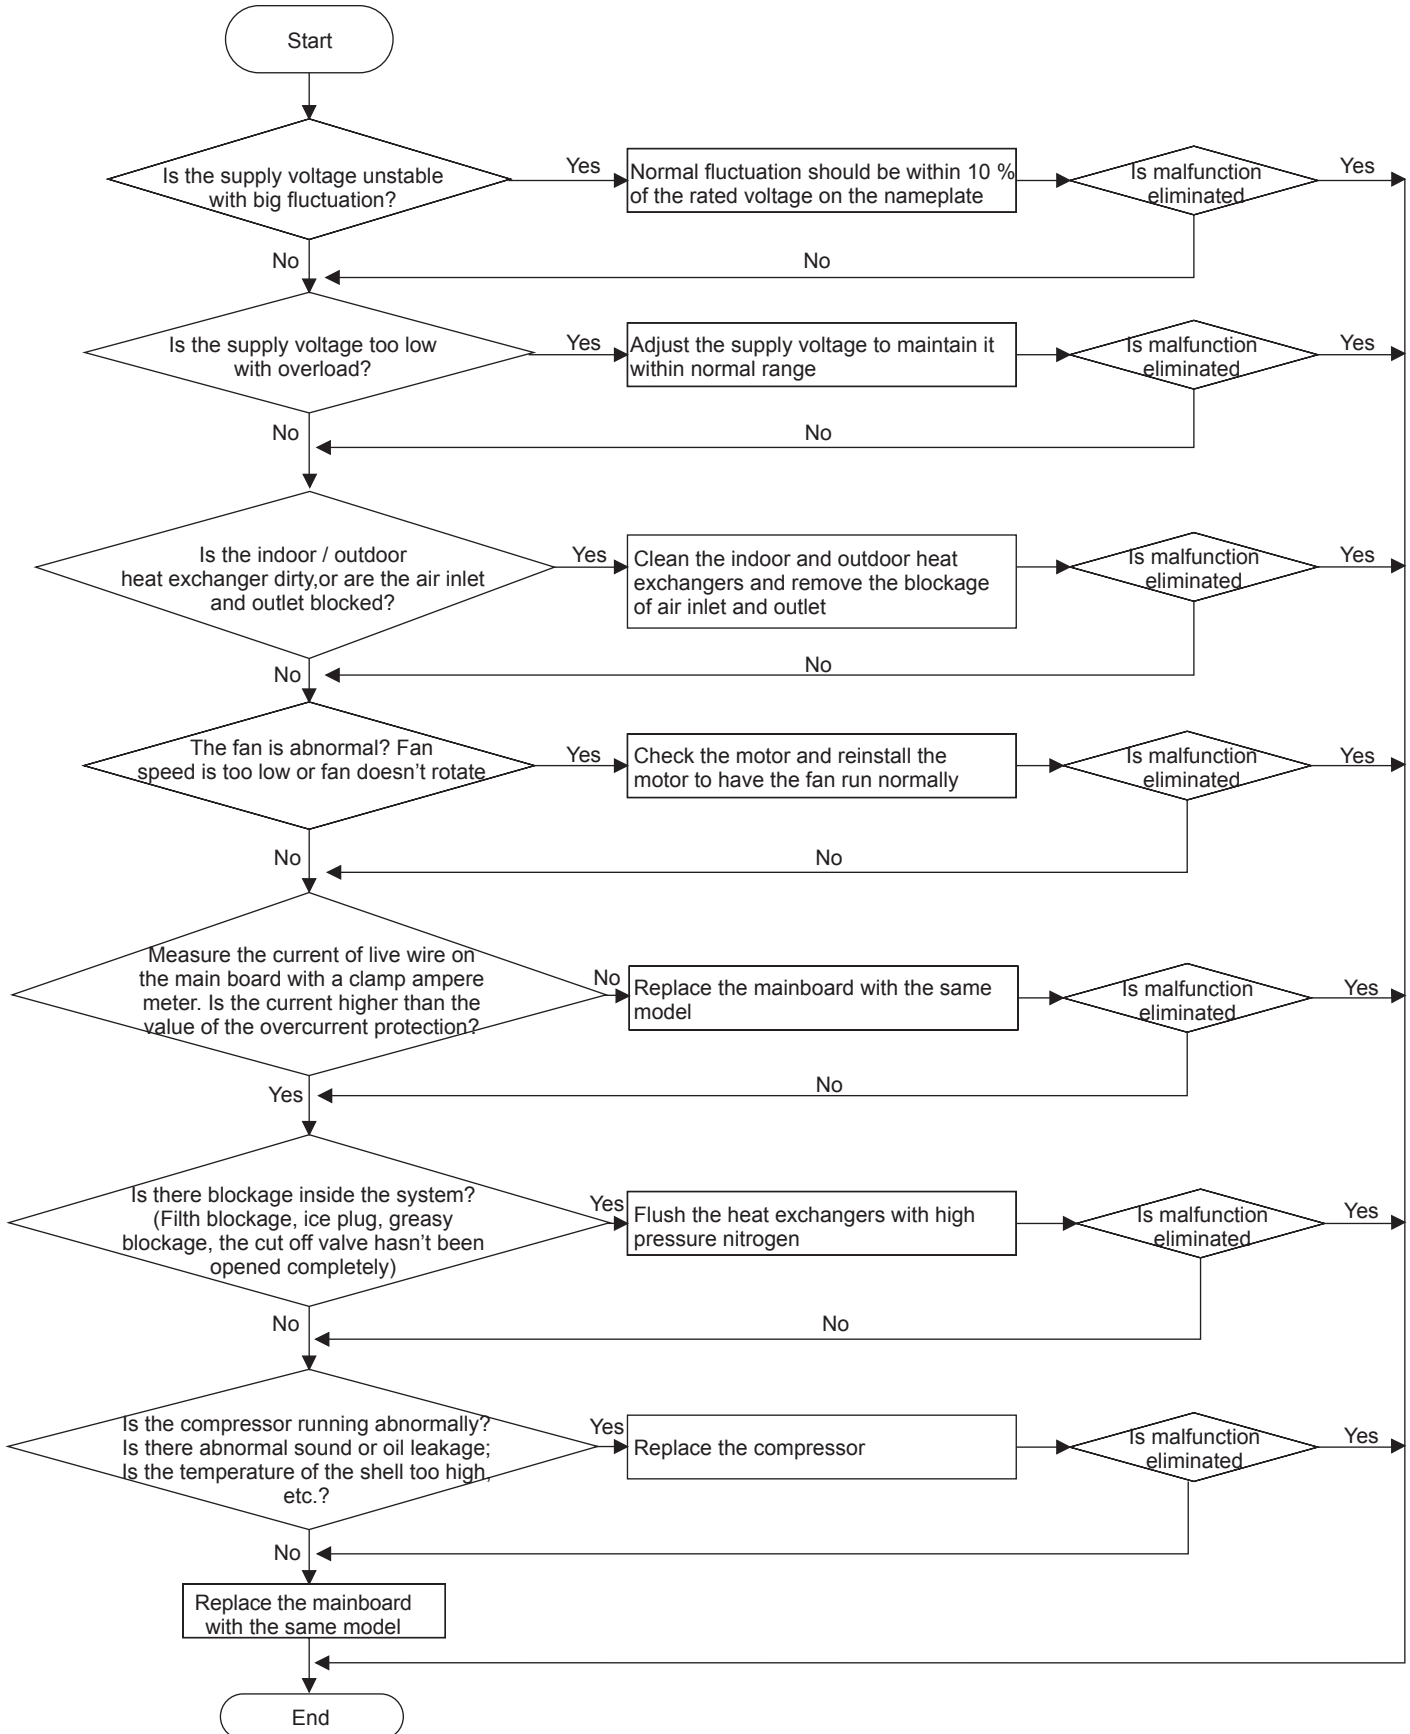 Start
Is the supply voltage unstable
with big fluctuation?
Yes
Normal fluctuation should be within 10 %
of the rated voltage on the nameplate
Is malfunction
eliminated
Yes
No
No
Is the supply voltage too low
with overload?
Yes
Adjust the supply voltage to maintain it
within normal range
Is malfunction
eliminated
Yes
No
No
Is the indoor / outdoor
heat exchanger dirty,or are the air inlet
and outlet blocked?
Yes
Clean the indoor and outdoor heat
exchangers and remove the blockage
of air inlet and outlet
Is malfunction
eliminated
Yes
No
No
The fan is abnormal? Fan
speed is too low or fan doesn't rotate
Yes
Check the motor and reinstall the
motor to have the fan run normally
Is malfunction
eliminated
Yes
No
No
Measure the current of live wire on
the main board with a clamp ampere
meter. Is the current higher than the
value of the overcurrent protection?
No
Replace the mainboard with the same
model
Is malfunction
eliminated
Yes
Yes
No
Is there blockage inside the system?
(Filth blockage, ice plug, greasy
blockage, the cut off valve hasn't been
opened completely)
Yes
Flush the heat exchangers with high
pressure nitrogen
Is malfunction
eliminated
Yes
No
No
Is the compressor running abnormally?
Is there abnormal sound or oil leakage;
Is the temperature of the shell too high,
etc.?
Yes
Replace the compressor
Is malfunction
eliminated
Yes
No
Replace the mainboard
with the same model
End